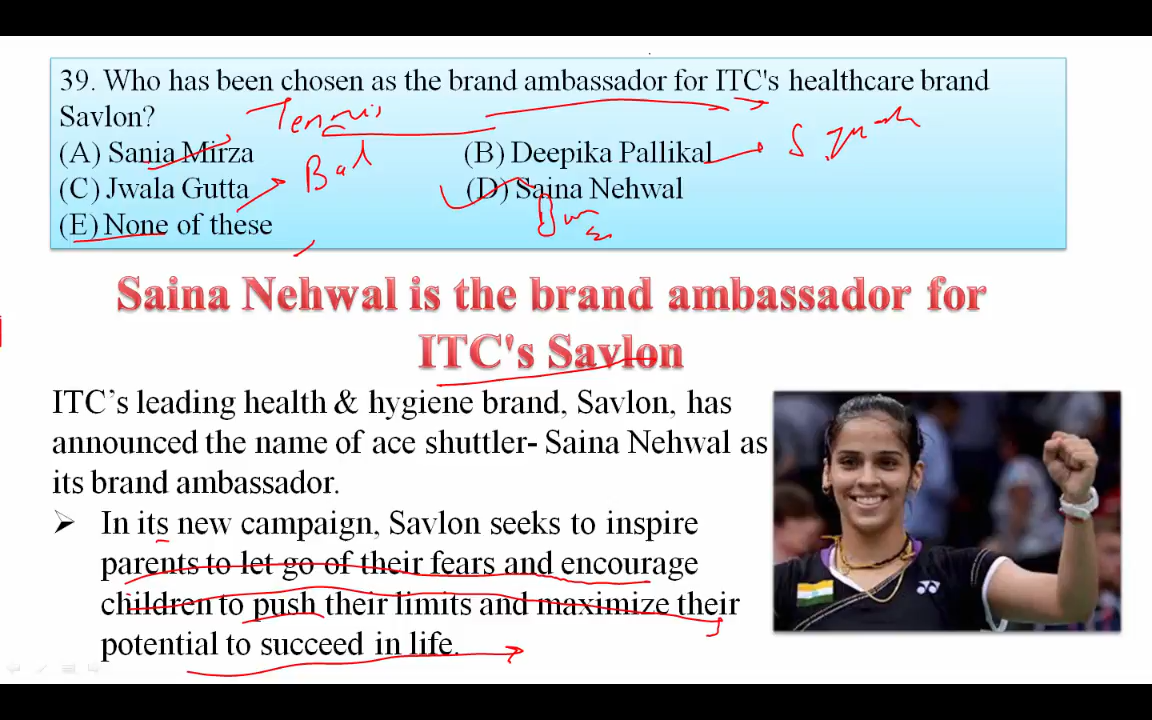 39. Who has been chosen as the brand ambassador for ITC's healthcare brand
Savlon?
Tennis
(A) Sania Mirza
(B) Deepika Pallikal
(C) Jwala Gutta
Bad
(D) Saina Nehwal
(E) None of these
Saina Nehwal is the brand ambassador for
ITC's Savlon
ITC’s leading health & hygiene brand, Savlon, has
announced the name of ace shuttler- Saina Nehwal as
its brand ambassador.
➢ In its new campaign, Savlon seeks to inspire
parents to let go of their fears and encourage
children to push their limits and maximize their
potential to succeed in life.